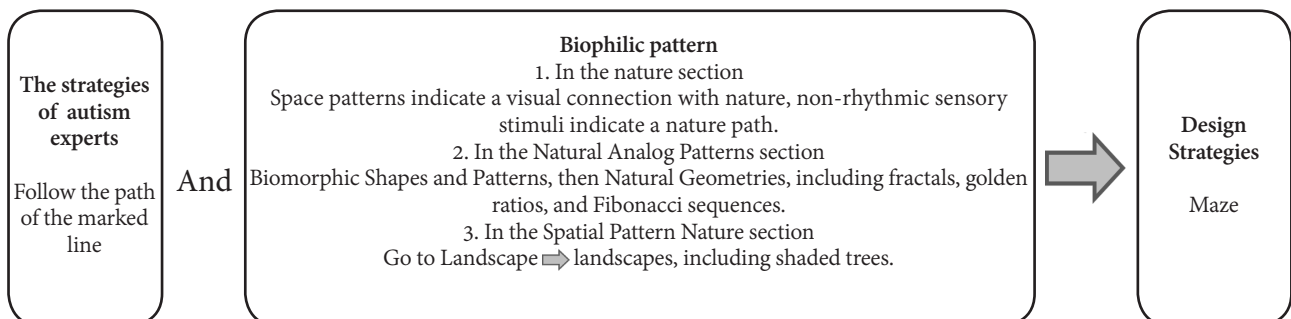 The strategies
of autism
experts
Follow the path
of the marked
line
And
Biophilic pattern
1. In the nature section
Space patterns indicate a visual connection with nature, non-rhythmic sensory
stimuli indicate a nature path.
2. In the Natural Analog Patterns section
Biomorphic Shapes and Patterns, then Natural Geometries, including fractals, golden
ratios, and Fibonacci sequences.
3. In the Spatial Pattern Nature section
Go to Landscape landscapes, including shaded trees.
Design
Strategies
Maze